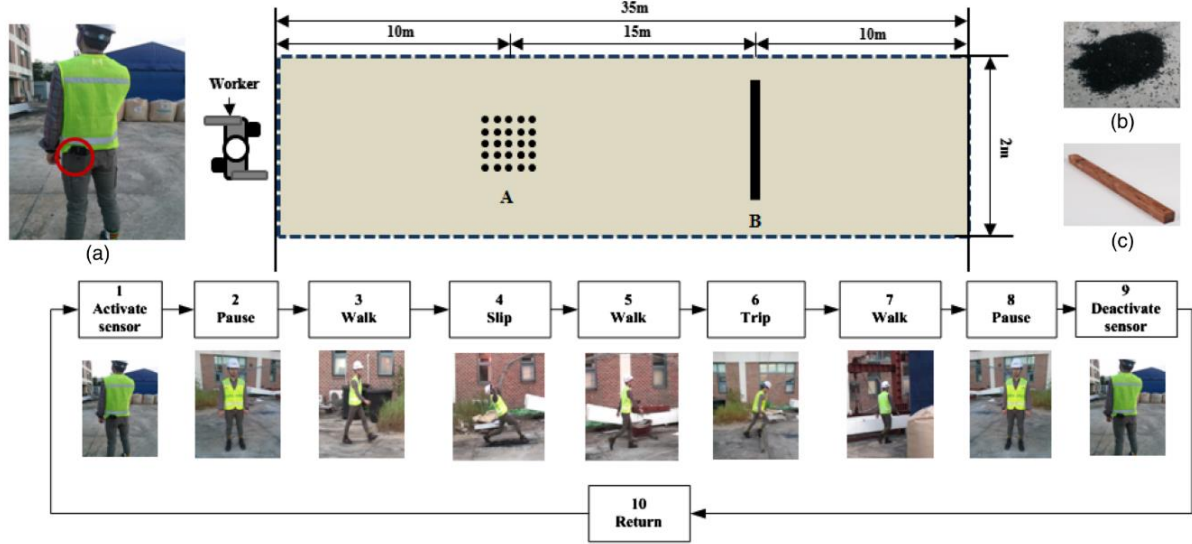 35m
10m
15m
10m
Worker
2m
A
B
(a)
(b)
(c)
1
Activate
sensor
2
Pause
3
Walk
4
Slip
5
Walk
6
Trip
7
Walk
8
Pause
9
Deactivate
sensor
10
Return